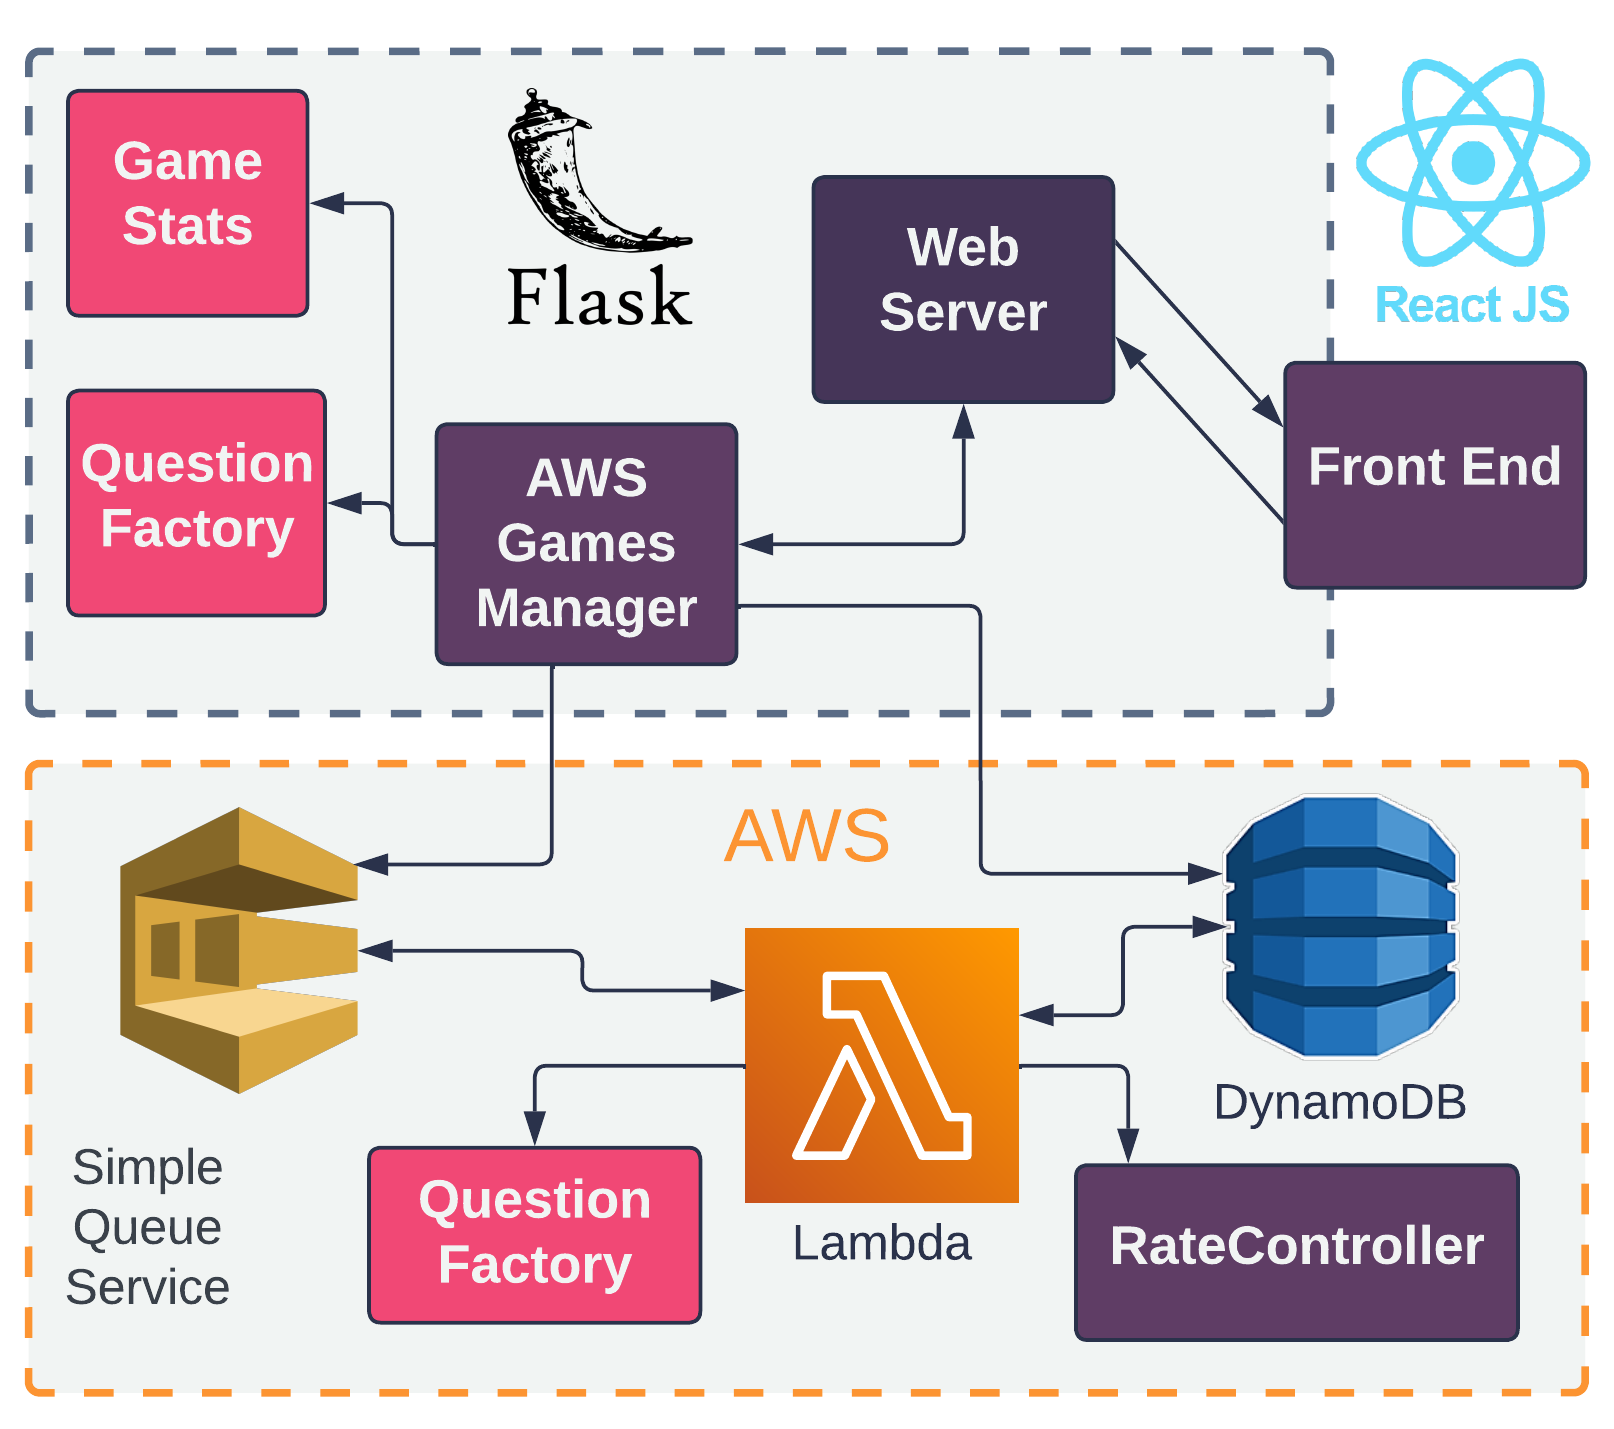 Game
Stats
Flask
Web
Server
React JS
Question
Factory
AWS
Games
Manager
Front End
AWS
DynamoDB
Simple
Queue
Service
Question
Factory
Lambda
RateController